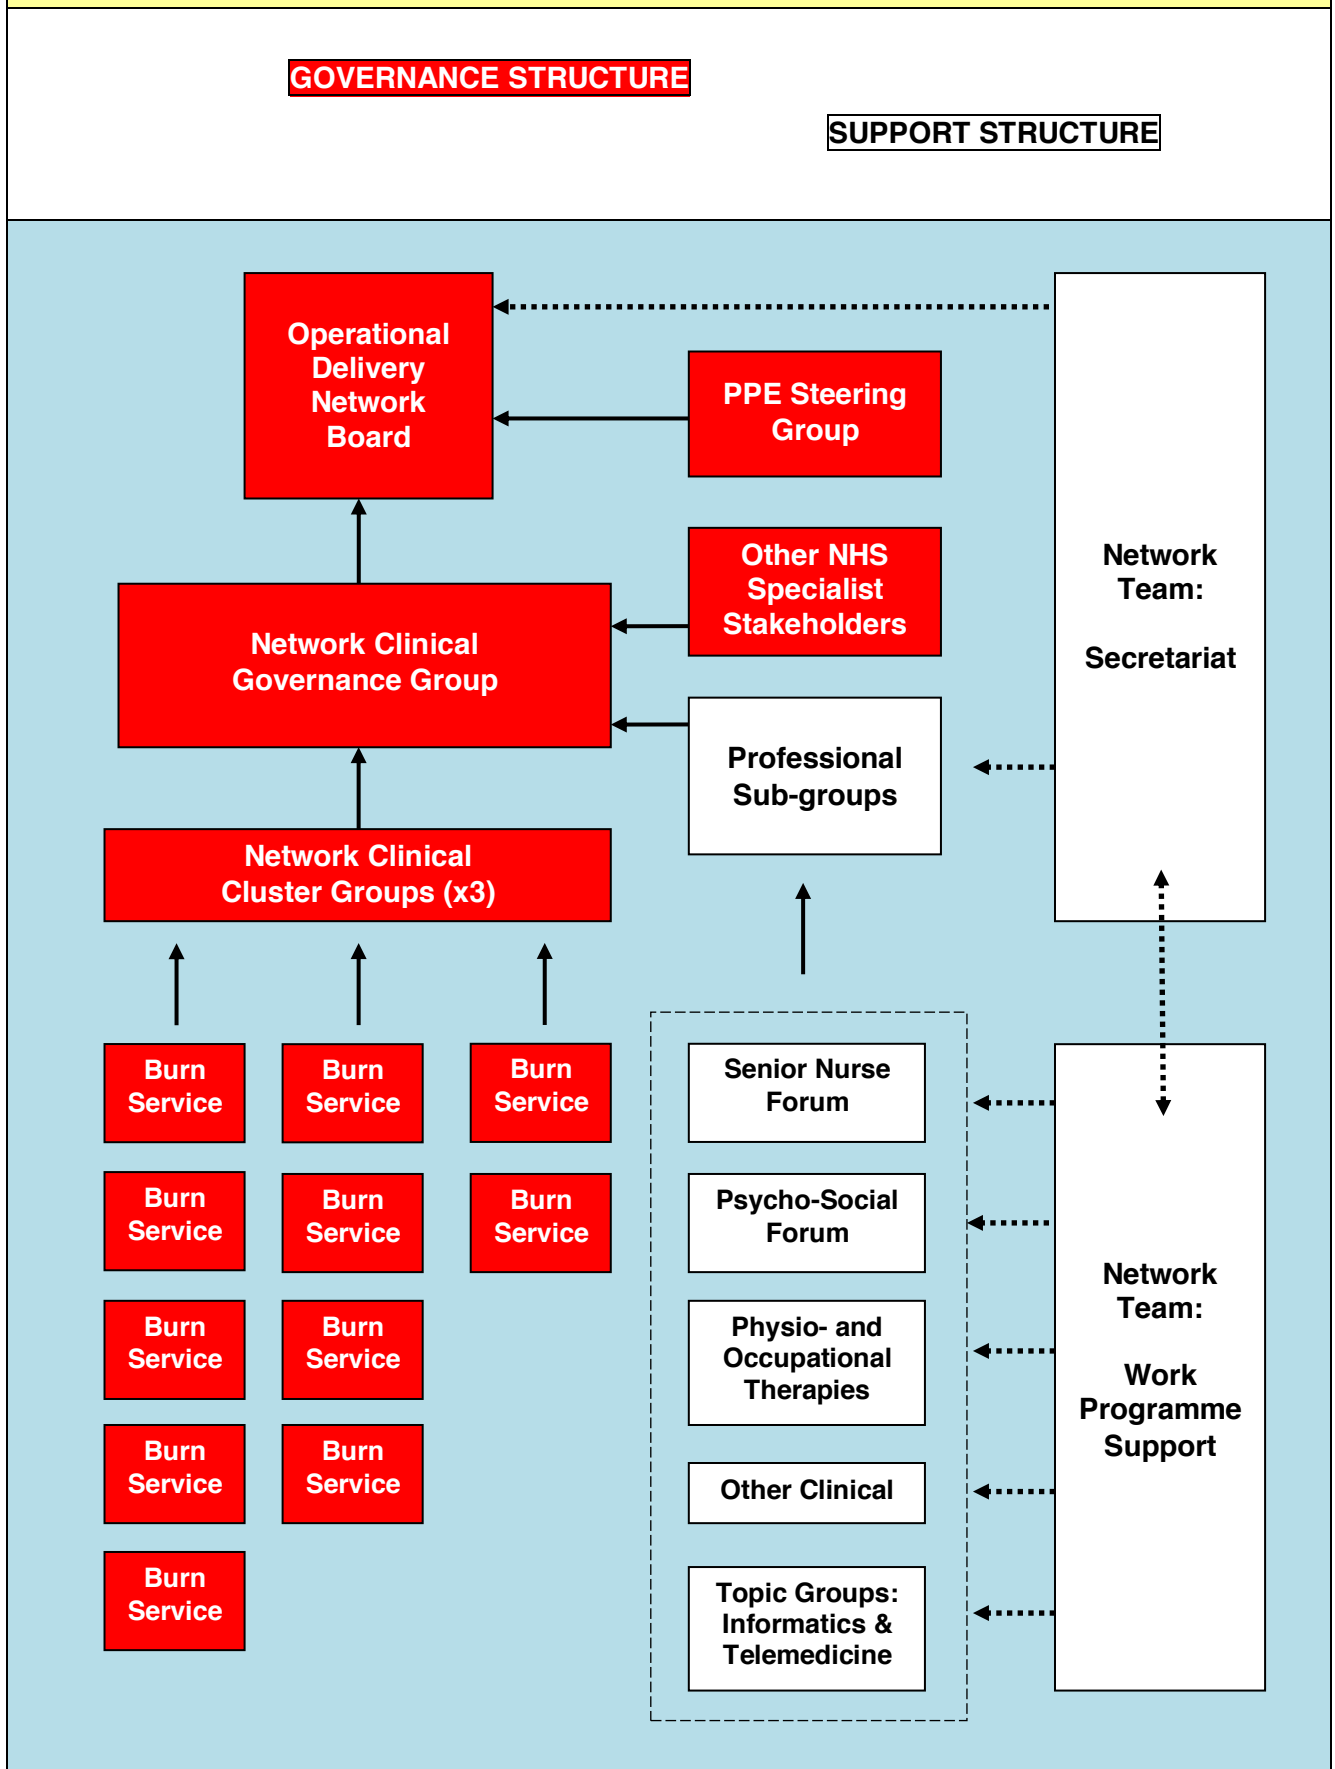 GOVERNANCE STRUCTURE
SUPPORT STRUCTURE
Operational
Delivery
Network
Board
PPE Steering
Group
Other NHS
Specialist
Stakeholders
Network Clinical
Governance Group
Professional
Sub-groups
Network
Team:
Secretariat
Network Clinical
Cluster Groups (x3)
Burn
Service
Burn
Service
Burn
Service
Burn
Service
Burn
Service
Burn
Service
Burn
Service
Burn
Service
Burn
Service
Burn
Service
Burn
Service
Senior Nurse
Forum
Psycho-Social
Forum
Physio- and
Occupational
Therapies
Other Clinical
Topic Groups:
Informatics &
Telemedicine
Network
Team:
Work
Programme
Support